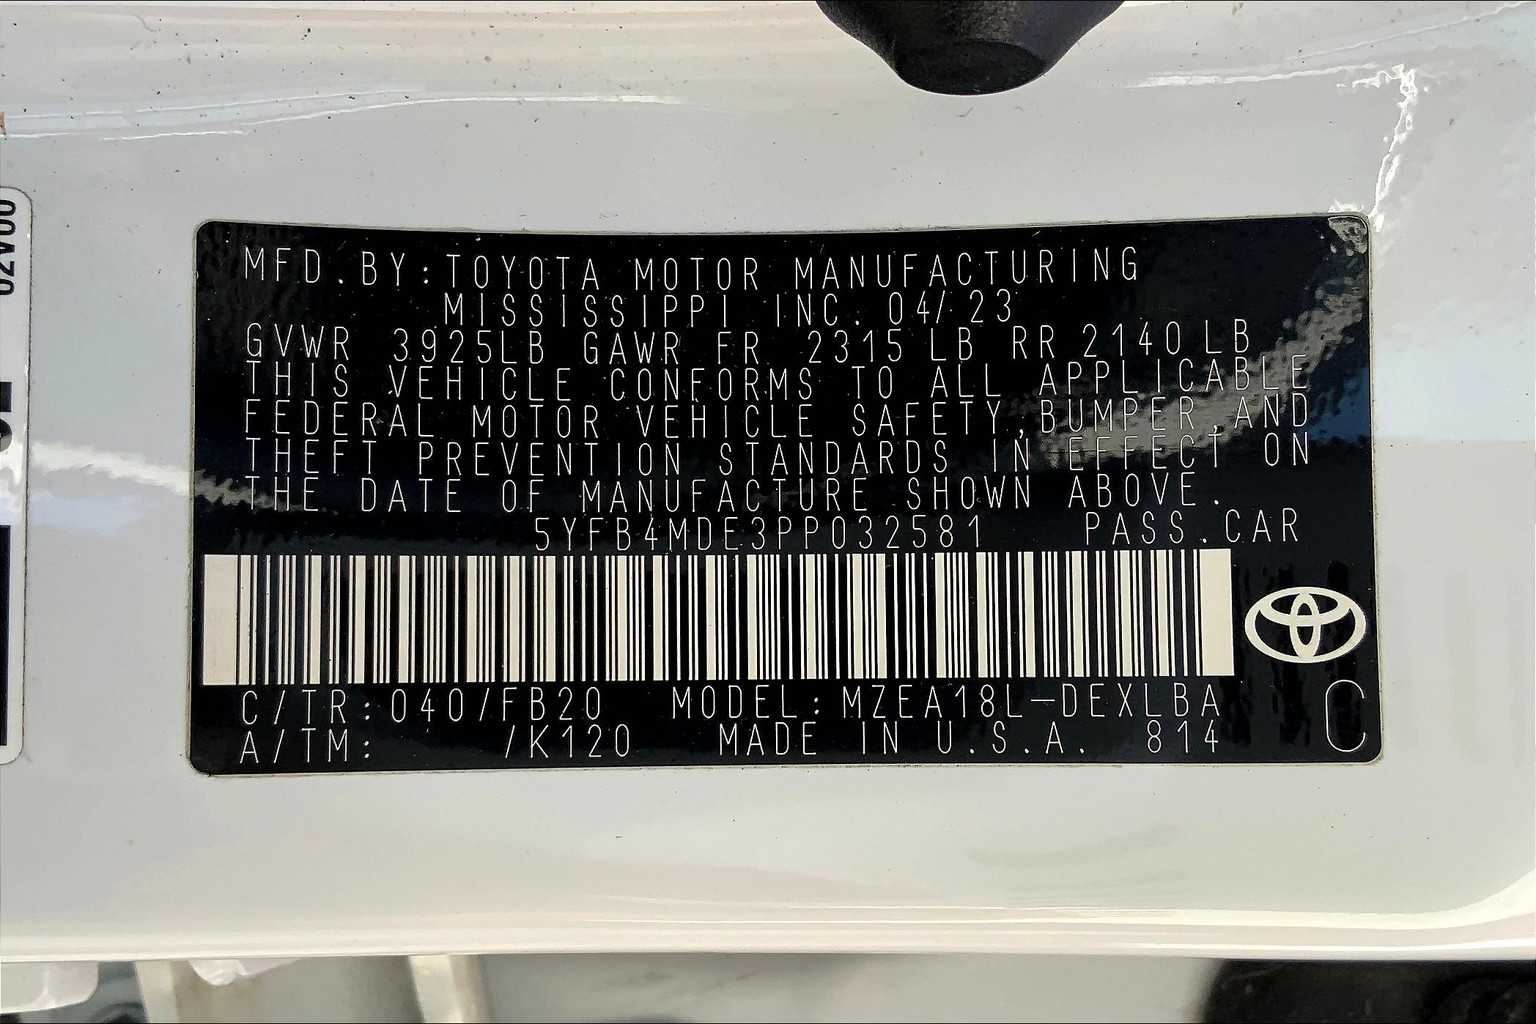 MFD.BY:TOYOTA MOTOR MANUFACTURING
MISSISSIPPI INC. 04/23
GVWR 3925LB GAWR FR 2315 LB RR 2140 LB
THIS VEHICLE CONFORMS TO ALL APPLICABLE
FEDERAL MOTOR VEHICLE SAFETY,BUMPER,AND
THEFT PREVENTION STANDARDS IN EFFECT ON
THE DATE OF MANUFACTURE SHOWN ABOVE.
5YFB4MDE3PP032581 PASS.CAR
C/TR:040/FB20 MODEL:MZEA18L-DEXLBA
A/TM: /K120 MADE IN U.S.A. 814
C
02V00